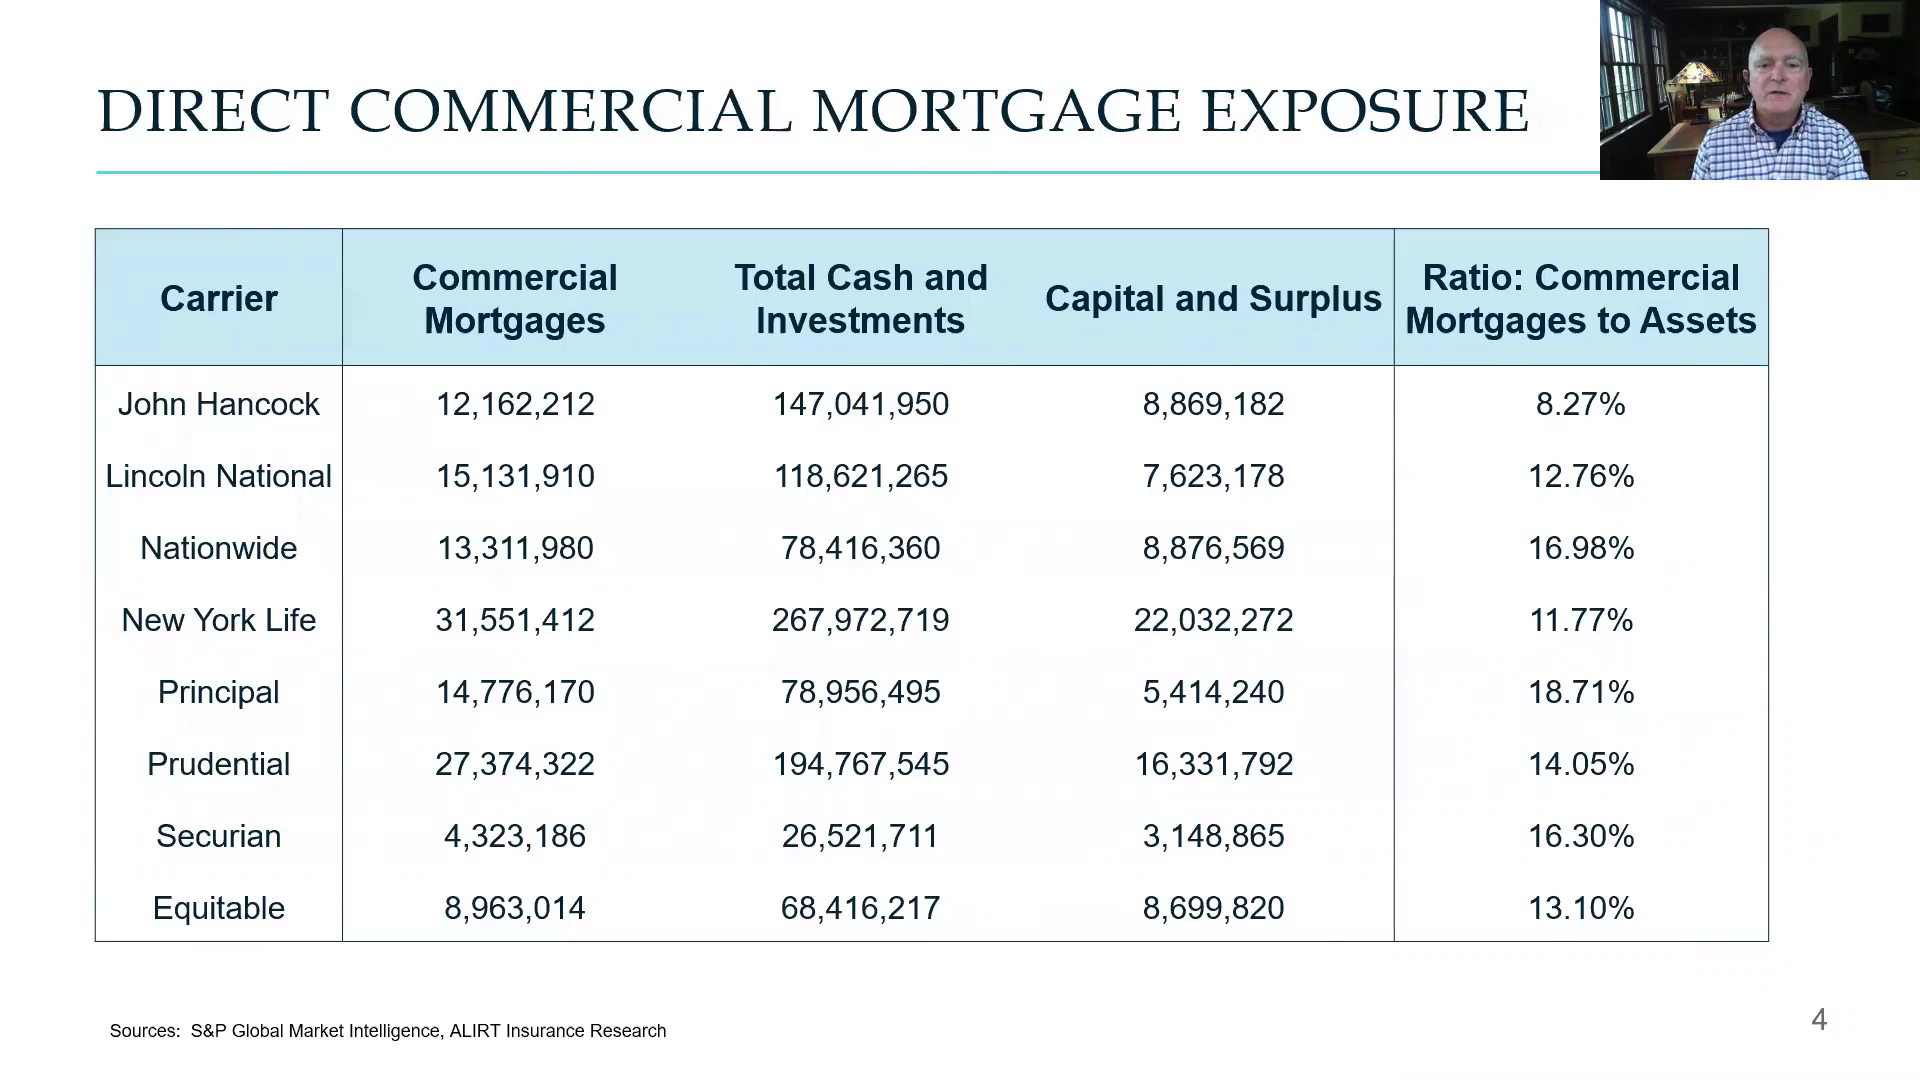 DIRECT COMMERCIAL MORTGAGE EXPOSURE
Carrier
Commercial
Mortgages
Total Cash and
Investments
Capital and Surplus
Ratio: Commercial
Mortgages to Assets
John Hancock 12,162,212 147,041,950 8,869,182 8.27%
Lincoln National 15,131,910 118,621,265 7,623,178 12.76%
Nationwide 13,311,980 78,416,360 8,876,569 16.98%
New York Life 31,551,412 267,972,719 22,032,272 11.77%
Principal 14,776,170 78,956,495 5,414,240 18.71%
Prudential 27,374,322 194,767,545 16,331,792 14.05%
Securian 4,323,186 26,521,711 3,148,865 16.30%
Equitable 8,963,014 68,416,217 8,699,820 13.10%
Sources: S&P Global Market Intelligence, ALIRT Insurance Research
4